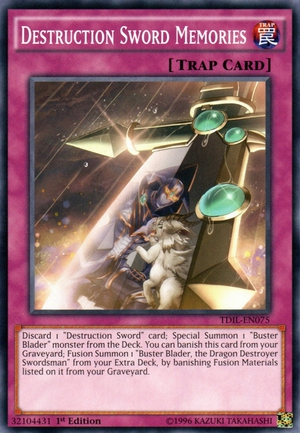 DESTRUCTION SWORD MEMORIES
TRAP
罠
[TRAP CARD]
TDIL-EN075
Discard 1 "Destruction Sword" card; Special Summon 1 "Buster
Blader" monster from the Deck. You can banish this card from your
Graveyard; Fusion Summon 1 "Buster Blader, the Dragon Destroyer
Swordsman" from your Extra Deck, by banishing Fusion Materials
listed on it from your Graveyard.
32104431 1st Edition ©1996 KAZUKI TAKAHASHI